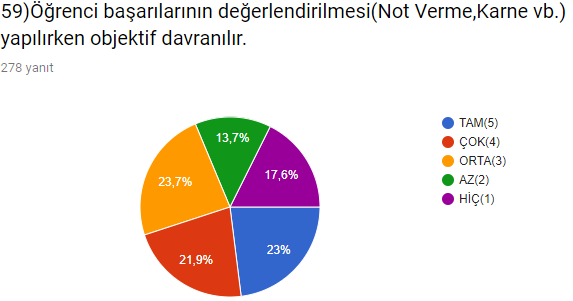 59)Öğrenci başarılarının değerlendirilmesi(Not Verme,Karne vb.)
yapılırken objektif davranılır.
278 yanıt
TAM(5)
ÇOK(4)
ORTA(3)
AZ(2)
HİÇ(1)
13,7%
17,6%
23,7%
23%
21,9%